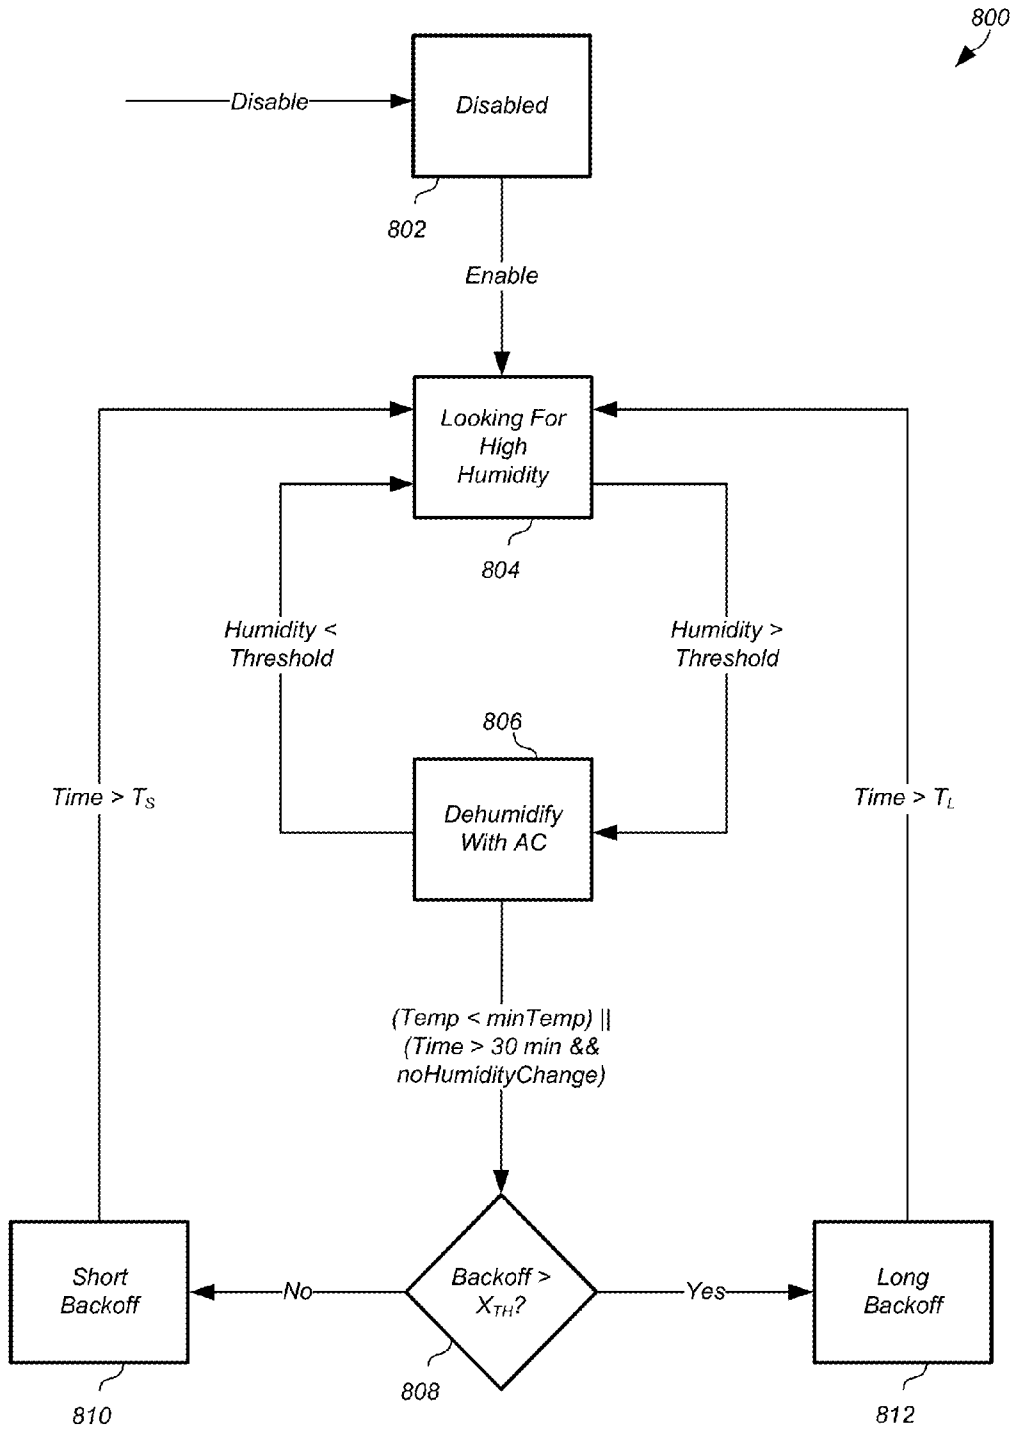 800
Disable
Disabled
802
Enable
Looking For
High
Humidity
804
Humidity <
Threshold
Humidity >
Threshold
806
Dehumidify
With AC
Time > TS
Time > TL
(Temp < minTemp) ||
(Time > 30 min &&
noHumidityChange)
Short
Backoff
No
Backoff >
XTH?
Yes
Long
Backoff
808
810
812